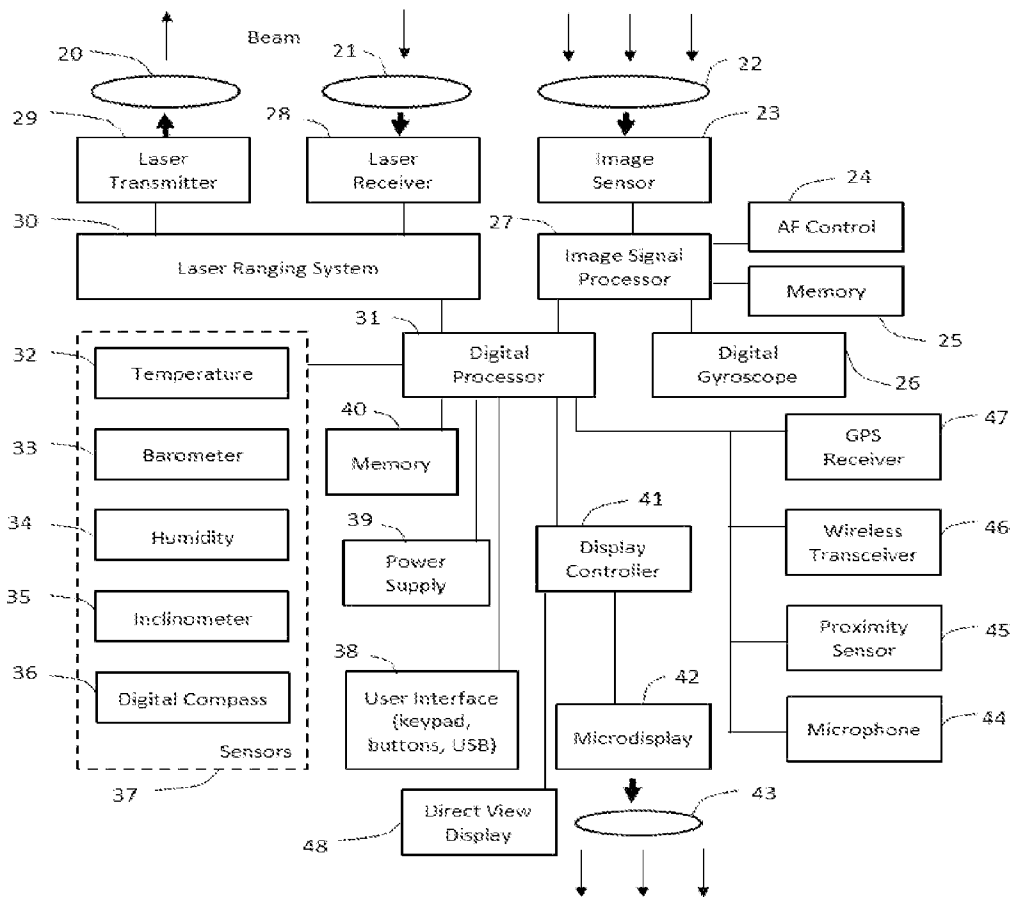 Beam
20
21
22
29
28
23
Laser
Transmitter
Laser
Receiver
Image
Sensor
24
30
27
AF Control
Laser Ranging System
Image Signal
Processor
Memory
31
25
32
Temperature
Digital
Processor
Digital
Gyroscope
26
40
47
33
Barometer
Memory
GPS
Receiver
41
34
Humidity
39
Power
Supply
Display
Controller
Wireless
Transceiver
46
35
Inclinometer
Proximity
Sensor
45
38
42
36
Digital Compass
User Interface
(keypad,
buttons, USB)
Microdisplay
Microphone
44
Sensors
37
43
Direct View
Display
48